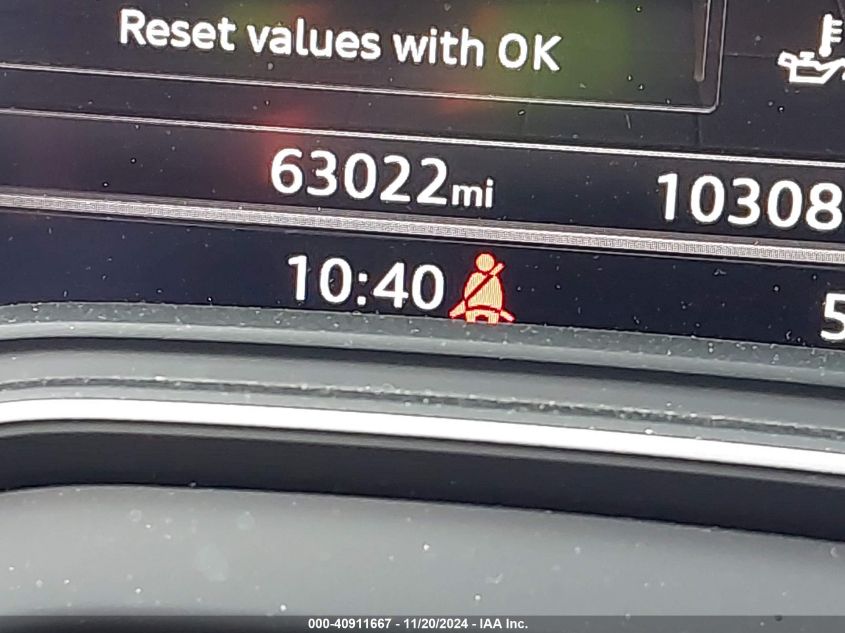 Reset values with OK
63022mi 10308
10:40 5
000-40911667 - 11/20/2024 - IAA Inc.